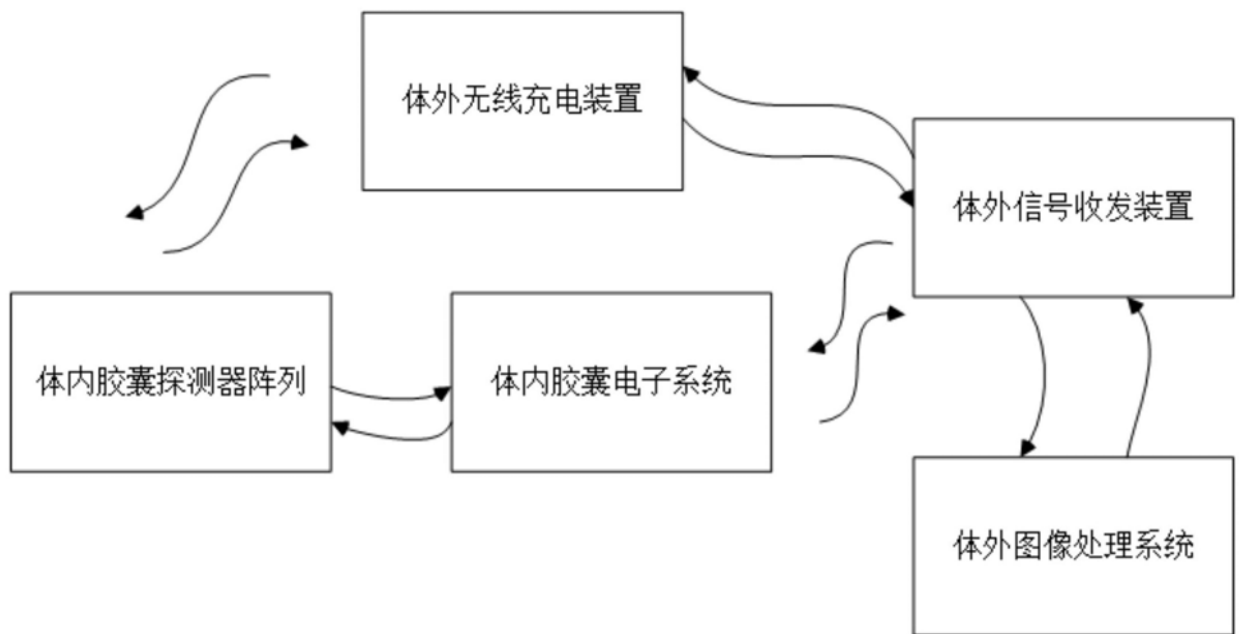 体外无线充电装置
体外信号收发装置
体内胶囊探测器阵列
体内胶囊电子系统
体外图像处理系统